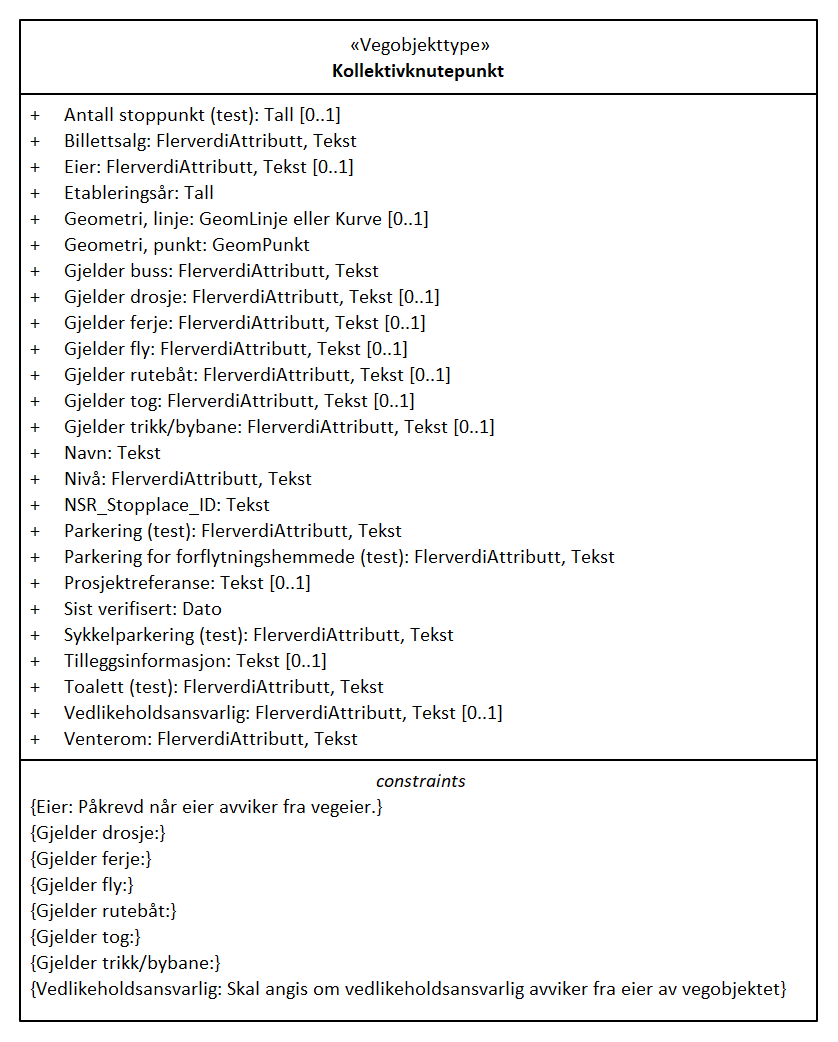 «Vegobjekttype»
Kollektivknutepunkt
+ Antall stoppunkt (test): Tall [0..1]
+ Billettsalg: FlerverdiAttributt, Tekst
+ Eier: FlerverdiAttributt, Tekst [0..1]
+ Etableringsår: Tall
+ Geometri, linje: GeomLinje eller Kurve [0..1]
+ Geometri, punkt: GeomPunkt
+ Gjelder buss: FlerverdiAttributt, Tekst
+ Gjelder drosje: FlerverdiAttributt, Tekst [0..1]
+ Gjelder ferje: FlerverdiAttributt, Tekst [0..1]
+ Gjelder fly: FlerverdiAttributt, Tekst [0..1]
+ Gjelder rutebåt: FlerverdiAttributt, Tekst [0..1]
+ Gjelder tog: FlerverdiAttributt, Tekst [0..1]
+ Gjelder trikk/bybane: FlerverdiAttributt, Tekst [0..1]
+ Navn: Tekst
+ Nivå: FlerverdiAttributt, Tekst
+ NSR_Stopplace_ID: Tekst
+ Parkering (test): FlerverdiAttributt, Tekst
+ Parkering for forflytningshemmede (test): FlerverdiAttributt, Tekst
+ Prosjektreferanse: Tekst [0..1]
+ Sist verifisert: Dato
+ Sykkelparkering (test): FlerverdiAttributt, Tekst
+ Tilleggsinformasjon: Tekst [0..1]
+ Toalett (test): FlerverdiAttributt, Tekst
+ Vedlikeholdsansvarlig: FlerverdiAttributt, Tekst [0..1]
+ Venterom: FlerverdiAttributt, Tekst
constraints
{Eier: Påkrevd når eier avviker fra vegeier.}
{Gjelder drosje:}
{Gjelder ferje:}
{Gjelder fly:}
{Gjelder rutebåt:}
{Gjelder tog:}
{Gjelder trikk/bybane:}
{Vedlikeholdsansvarlig: Skal angis om vedlikeholdsansvarlig avviker fra eier av vegobjektet}